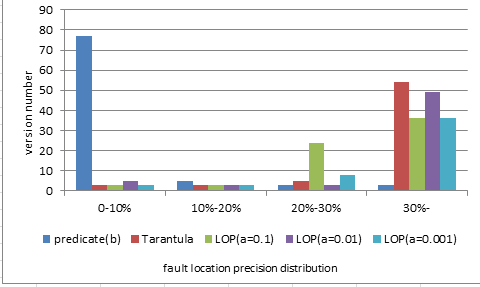 90
80
70
60
50
40
30
20
10
0
version number
0-10% 10%-20% 20%-30% 30%-
predicate(b) Tarantula LOP(a=0.1) LOP(a=0.01) LOP(a=0.001)
fault location precision distribution